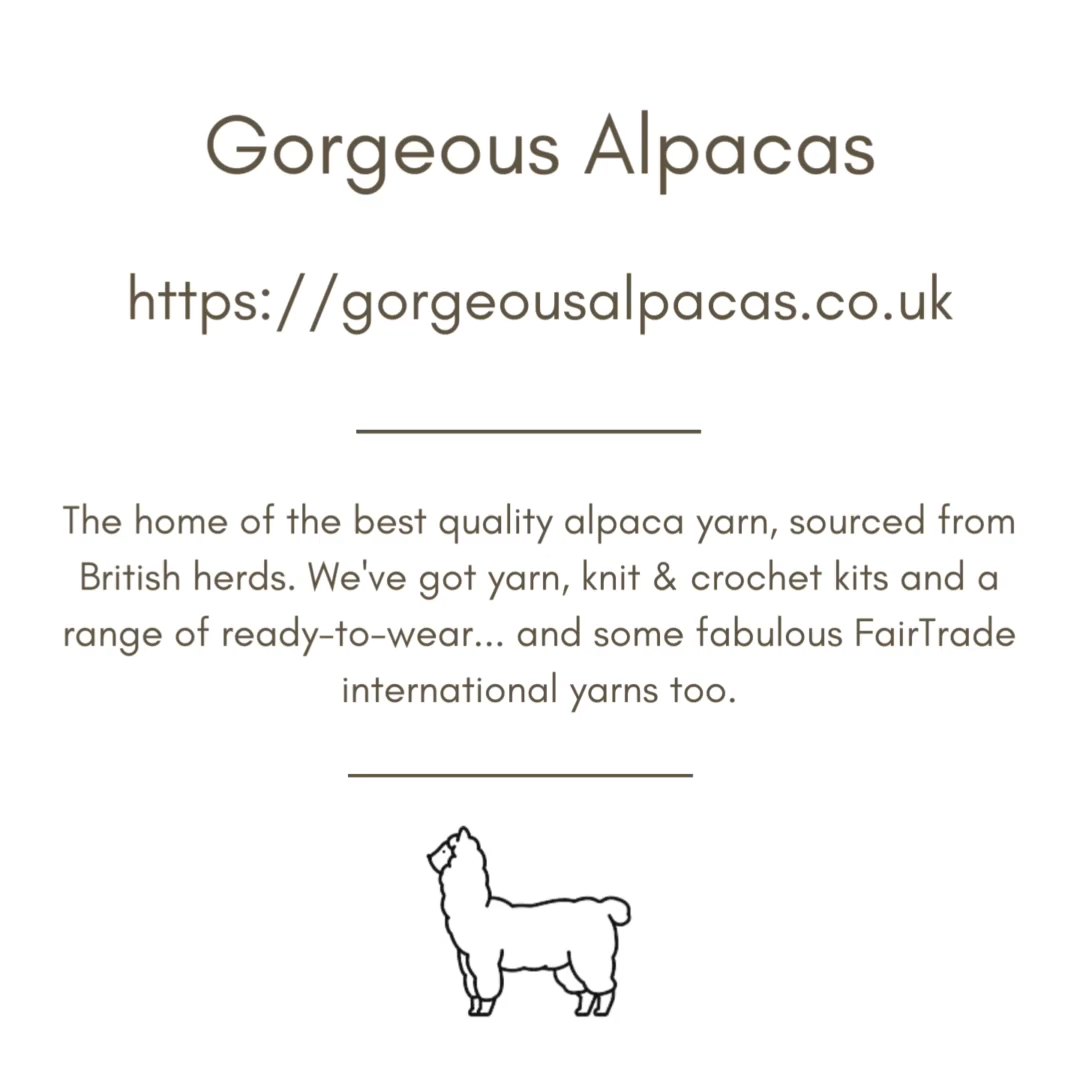 Gorgeous Alpacas
https://gorgeousalpacas.co.uk
The home of the best quality alpaca yarn, sourced from
British herds. We've got yarn, knit & crochet kits and a
range of ready-to-wear... and some fabulous FairTrade
international yarns too.